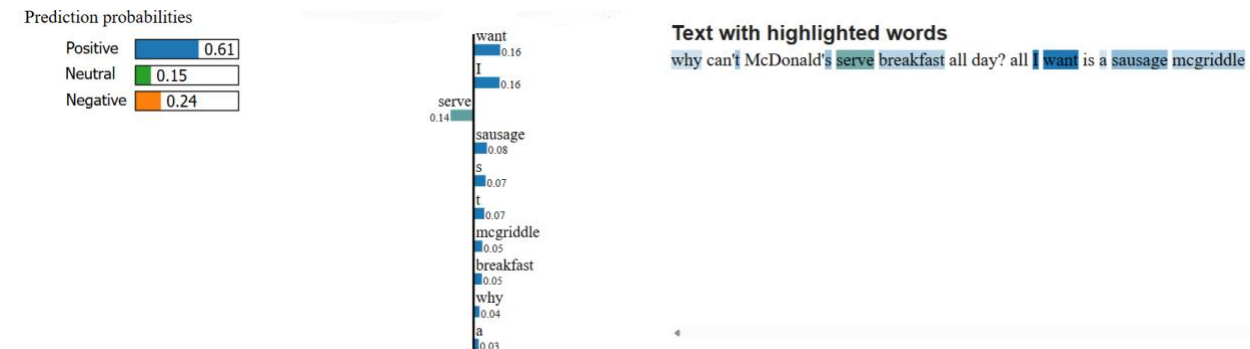 Prediction probabilities
Positive 0.61
Neutral 0.15
Negative 0.24
want
0.16
I
0.16
serve
0.14
sausage
0.08
s
0.07
t
0.07
mcgriddle
0.05
breakfast
0.05
why
0.04
a
0.03
Text with highlighted words
why can't McDonald's serve breakfast all day? all I want is a sausage mcgriddle